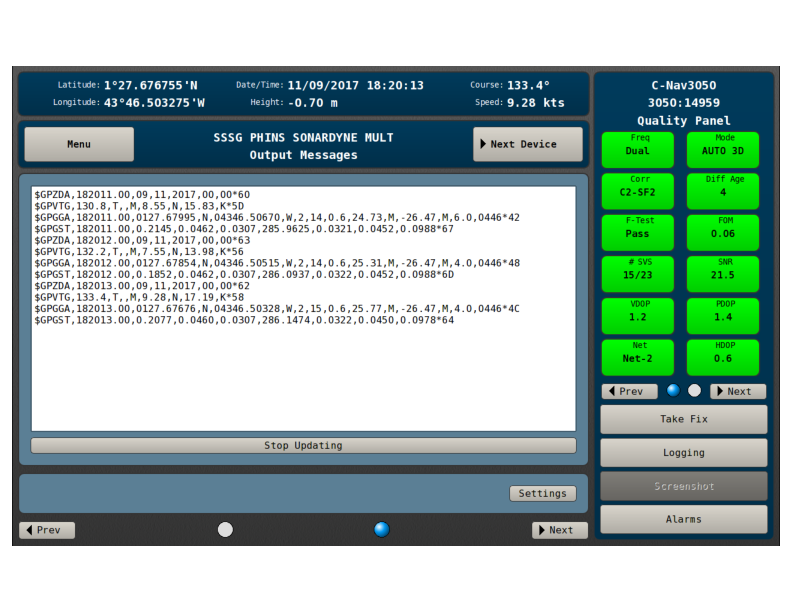 Latitude: 1°27.676755'N
Date/Time: 11/09/2017 18:20:13
Course: 133.4°
Longitude: 43°46.503275'W
Height: -0.70 m
Speed: 9.28 kts
Menu
SSSG PHINS SONARDYNE MULT
Output Messages
Next Device
$GPZDA,182011.00,09,11,2017,00,00*60
$GPVTG,130.8,T,,M,8.55,N,15.83,K*5D
$GPGGA,182011.00,0127.67995,N,04346.50670,W,2,14,0.6,24.73,M,-26.47,M,6.0,0446*42
$GPGST,182011.00,0.2145,0.0462,0.0307,285.9625,0.0321,0.0452,0.0988*67
$GPZDA,182012.00,09,11,2017,00,00*63
$GPVTG,132.2,T,,M,7.55,N,13.98,K*56
$GPGGA,182012.00,0127.67854,N,04346.50515,W,2,14,0.6,25.31,M,-26.47,M,4.0,0446*48
$GPGST,182012.00,0.1852,0.0462,0.0307,286.0937,0.0322,0.0452,0.0988*6D
$GPZDA,182013.00,09,11,2017,00,00*62
$GPVTG,133.4,T,,M,9.28,N,17.19,K*58
$GPGGA,182013.00,0127.67676,N,04346.50328,W,2,15,0.6,25.77,M,-26.47,M,4.0,0446*4C
$GPGST,182013.00,0.2077,0.0460,0.0307,286.1474,0.0322,0.0450,0.0978*64
Stop Updating
Settings
Prev
Next
C-Nav3050
3050:14959
Quality Panel
Freq
Dual
Mode
AUTO 3D
Corr
C2-SF2
Diff Age
4
F-Test
Pass
FOM
0.06
# SVS
15/23
SNR
21.5
VDOP
1.2
PDOP
1.4
Net
Net-2
HDOP
0.6
Prev
Next
Take Fix
Logging
Screenshot
Alarms